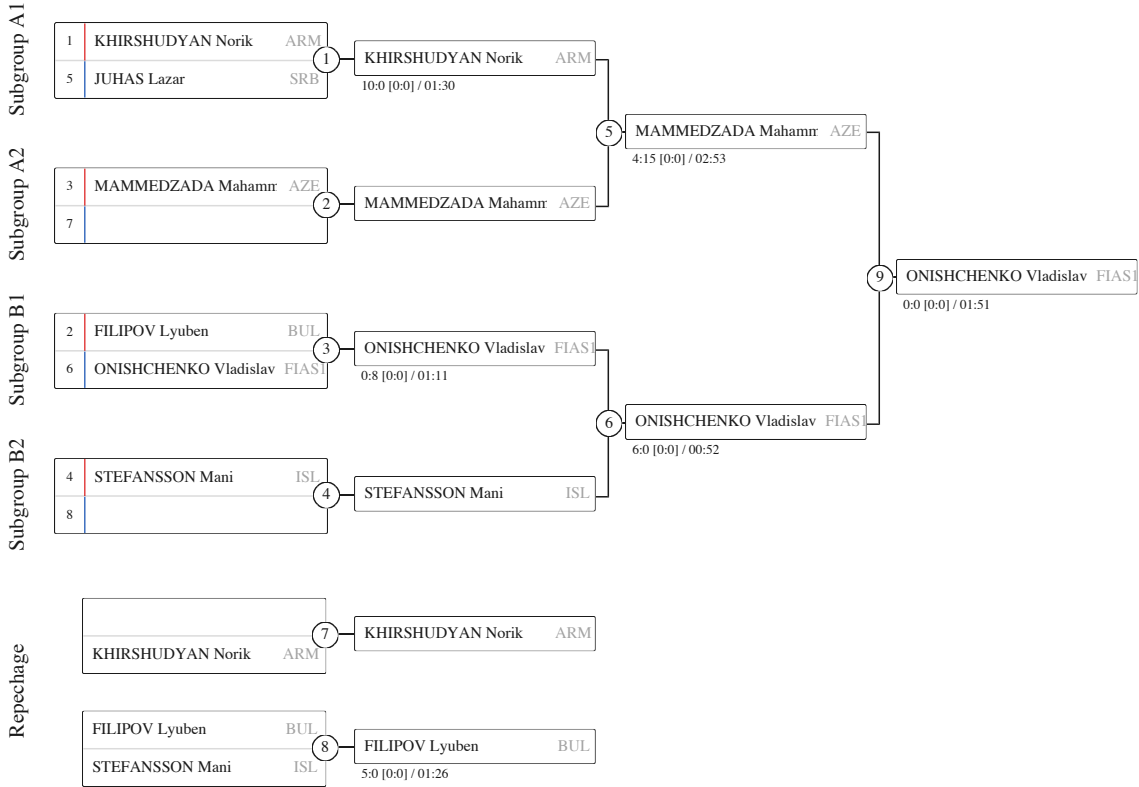 Subgroup A1
1 KHIRSHUDYAN Norik ARM
5 JUHAS Lazar SRB
1
KHIRSHUDYAN Norik ARM
10:0 [0:0] / 01:30
Subgroup A2
3 MAMMEDZADA Mahamm AZE
7
2
MAMMEDZADA Mahamm AZE
5
MAMMEDZADA Mahamm AZE
4:15 [0:0] / 02:53
Subgroup B1
2 FILIPOV Lyuben BUL
6 ONISHCHENKO Vladislav FIAS1
3
ONISHCHENKO Vladislav FIAS1
0:8 [0:0] / 01:11
Subgroup B2
4 STEFANSSON Mani ISL
8
4
STEFANSSON Mani ISL
6
ONISHCHENKO Vladislav FIAS1
6:0 [0:0] / 00:52
9
ONISHCHENKO Vladislav FIAS1
0:0 [0:0] / 01:51
Repechage
KHIRSHUDYAN Norik ARM
7
KHIRSHUDYAN Norik ARM
FILIPOV Lyuben BUL
STEFANSSON Mani ISL
8
FILIPOV Lyuben BUL
5:0 [0:0] / 01:26